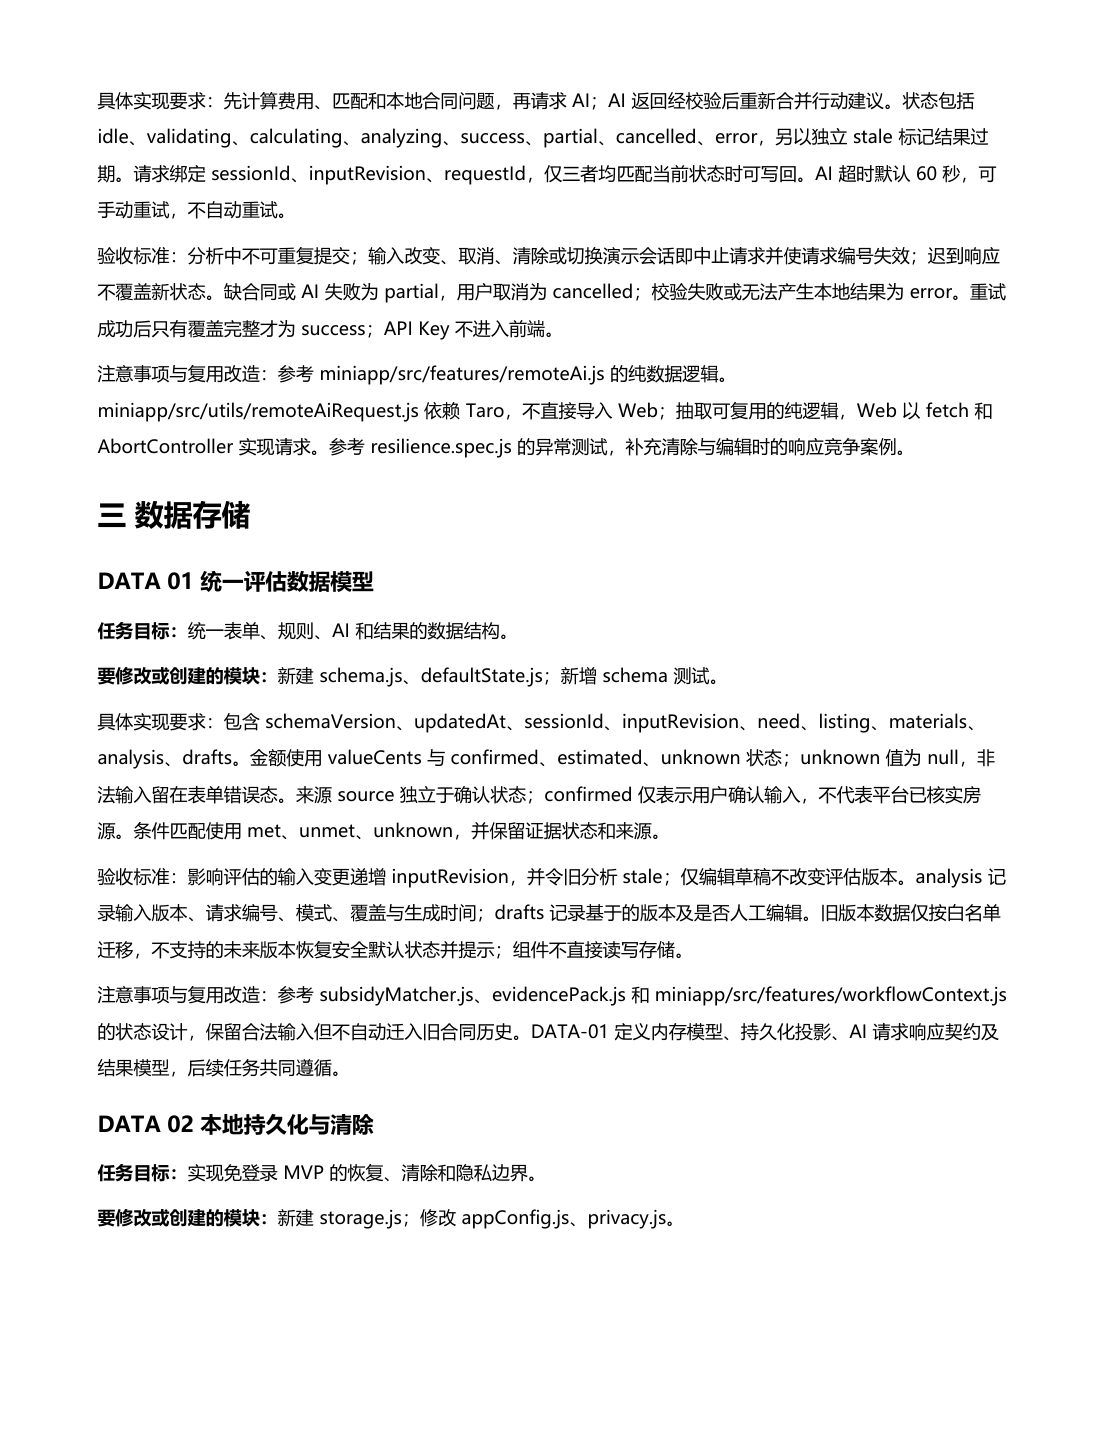 具体实现要求：先计算费用、匹配和本地合同问题，再请求 AI；AI 返回经校验后重新合并行动建议。状态包括
idle、validating、calculating、analyzing、success、partial、cancelled、error，另以独立 stale 标记结果过
期。请求绑定 sessionId、inputRevision、requestId，仅三者均匹配当前状态时可写回。AI 超时默认 60 秒，可
手动重试，不自动重试。
验收标准：分析中不可重复提交；输入改变、取消、清除或切换演示会话即中止请求并使请求编号失效；迟到响应
不覆盖新状态。缺合同或 AI 失败为 partial，用户取消为 cancelled；校验失败或无法产生本地结果为 error。重试
成功后只有覆盖完整才为 success；API Key 不进入前端。
注意事项与复用改造：参考 miniapp/src/features/remoteAi.js 的纯数据逻辑。
miniapp/src/utils/remoteAiRequest.js 依赖 Taro，不直接导入 Web；抽取可复用的纯逻辑，Web 以 fetch 和
AbortController 实现请求。参考 resilience.spec.js 的异常测试，补充清除与编辑时的响应竞争案例。
三 数据存储
DATA 01 统一评估数据模型
任务目标：统一表单、规则、AI 和结果的数据结构。
要修改或创建的模块：新建 schema.js、defaultState.js；新增 schema 测试。
具体实现要求：包含 schemaVersion、updatedAt、sessionId、inputRevision、need、listing、materials、
analysis、drafts。金额使用 valueCents 与 confirmed、estimated、unknown 状态；unknown 值为 null，非
法输入留在表单错误态。来源 source 独立于确认状态；confirmed 仅表示用户确认输入，不代表平台已核实房
源。条件匹配使用 met、unmet、unknown，并保留证据状态和来源。
验收标准：影响评估的输入变更递增 inputRevision，并令旧分析 stale；仅编辑草稿不改变评估版本。analysis 记
录输入版本、请求编号、模式、覆盖与生成时间；drafts 记录基于的版本及是否人工编辑。旧版本数据仅按白名单
迁移，不支持的未来版本恢复安全默认状态并提示；组件不直接读写存储。
注意事项与复用改造：参考 subsidyMatcher.js、evidencePack.js 和 miniapp/src/features/workflowContext.js
的状态设计，保留合法输入但不自动迁入旧合同历史。DATA-01 定义内存模型、持久化投影、AI 请求响应契约及
结果模型，后续任务共同遵循。
DATA 02 本地持久化与清除
任务目标：实现免登录 MVP 的恢复、清除和隐私边界。
要修改或创建的模块：新建 storage.js；修改 appConfig.js、privacy.js。